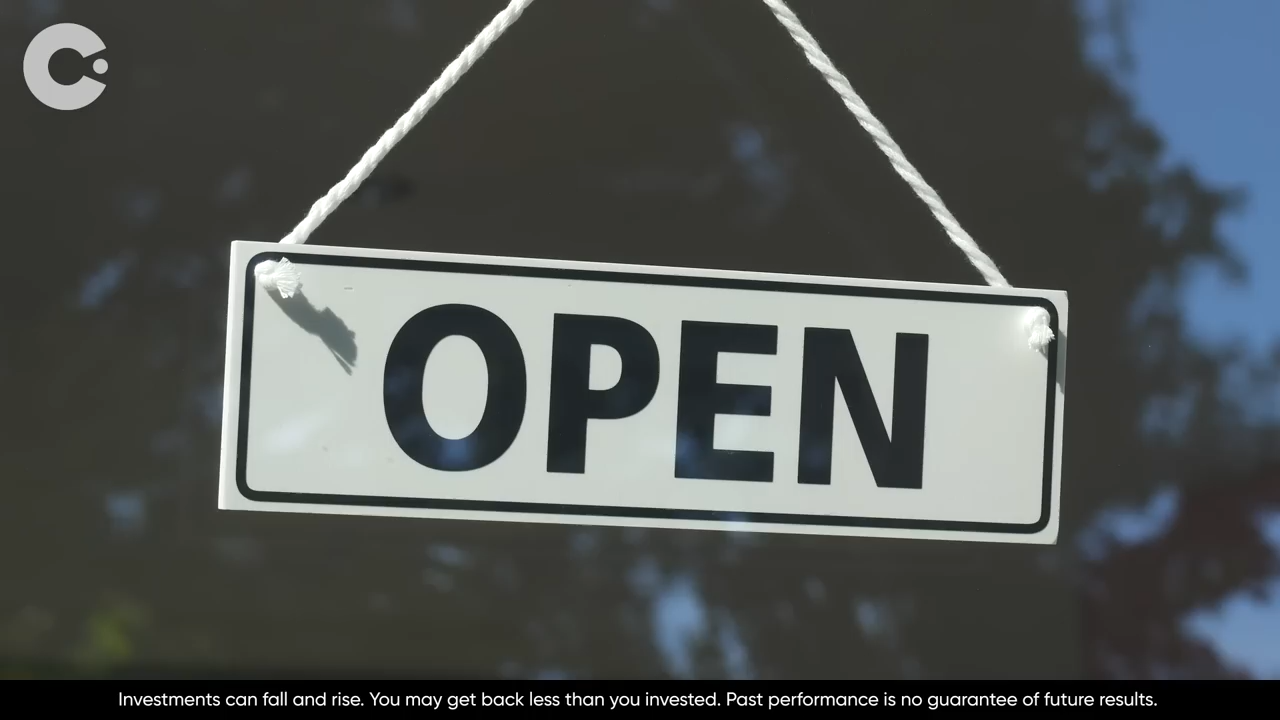 OPEN
Investments can fall and rise. You may get back less than you invested. Past performance is no guarantee of future results.